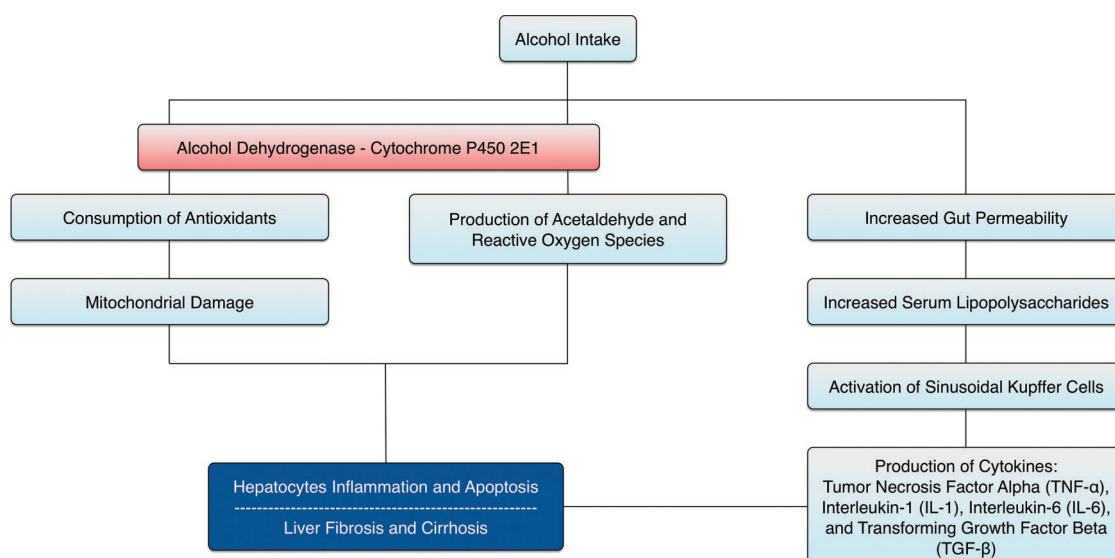 Alcohol Intake
Alcohol Dehydrogenase - Cytochrome P450 2E1
Consumption of Antioxidants
Mitochondrial Damage
Production of Acetaldehyde and
Reactive Oxygen Species
Increased Gut Permeability
Increased Serum Lipopolysaccharides
Activation of Sinusoidal Kupffer Cells
Production of Cytokines:
Tumor Necrosis Factor Alpha (TNF-α),
Interleukin-1 (IL-1), Interleukin-6 (IL-6),
and Transforming Growth Factor Beta
(TGF-β)
Hepatocytes Inflammation and Apoptosis
Liver Fibrosis and Cirrhosis